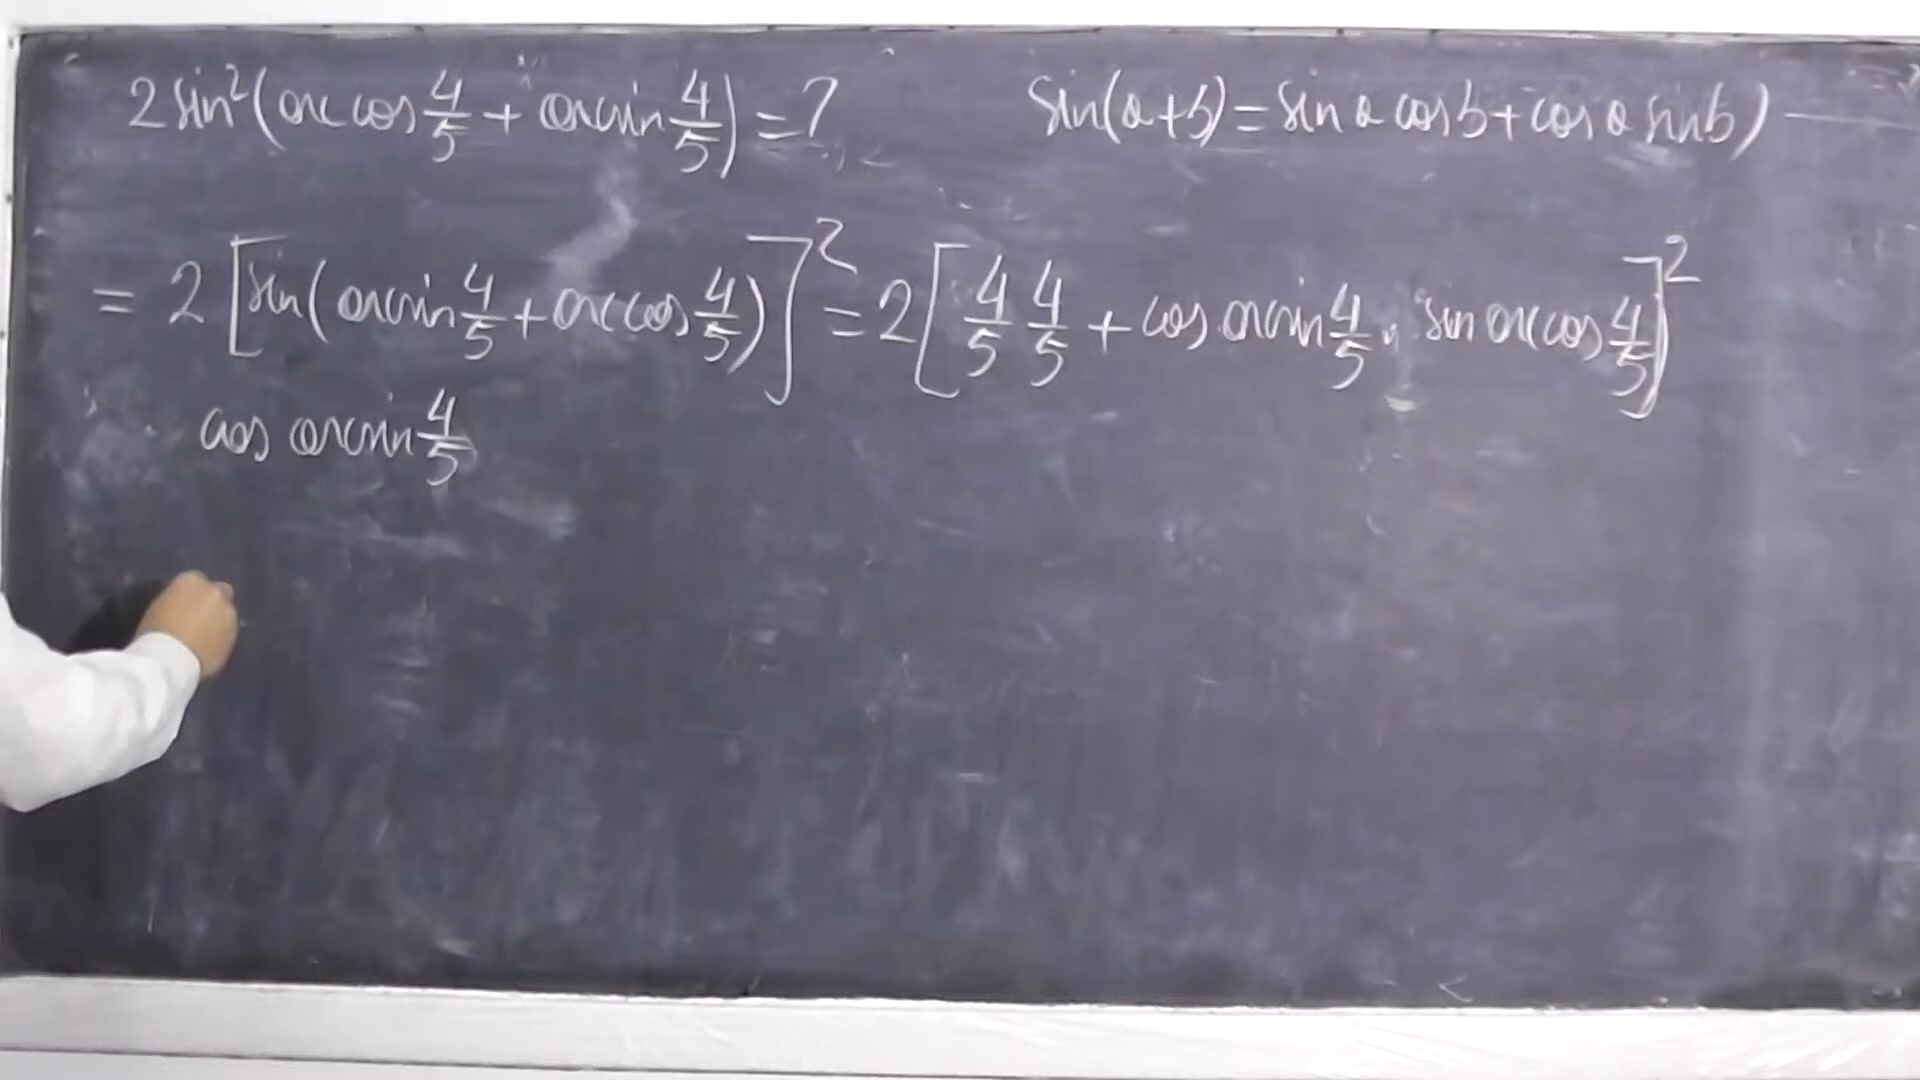 2 sin²(arccos 4/5 + arcsin 4/5) = ?
sin(a+b) = sin a cos b + cos a sin b)
= 2 [sin(arcsin 4/5 + arccos 4/5)]² = 2[4/5 4/5 + cos arcsin 4/5 · sin arccos 4/5]²
cos arcsin 4/5